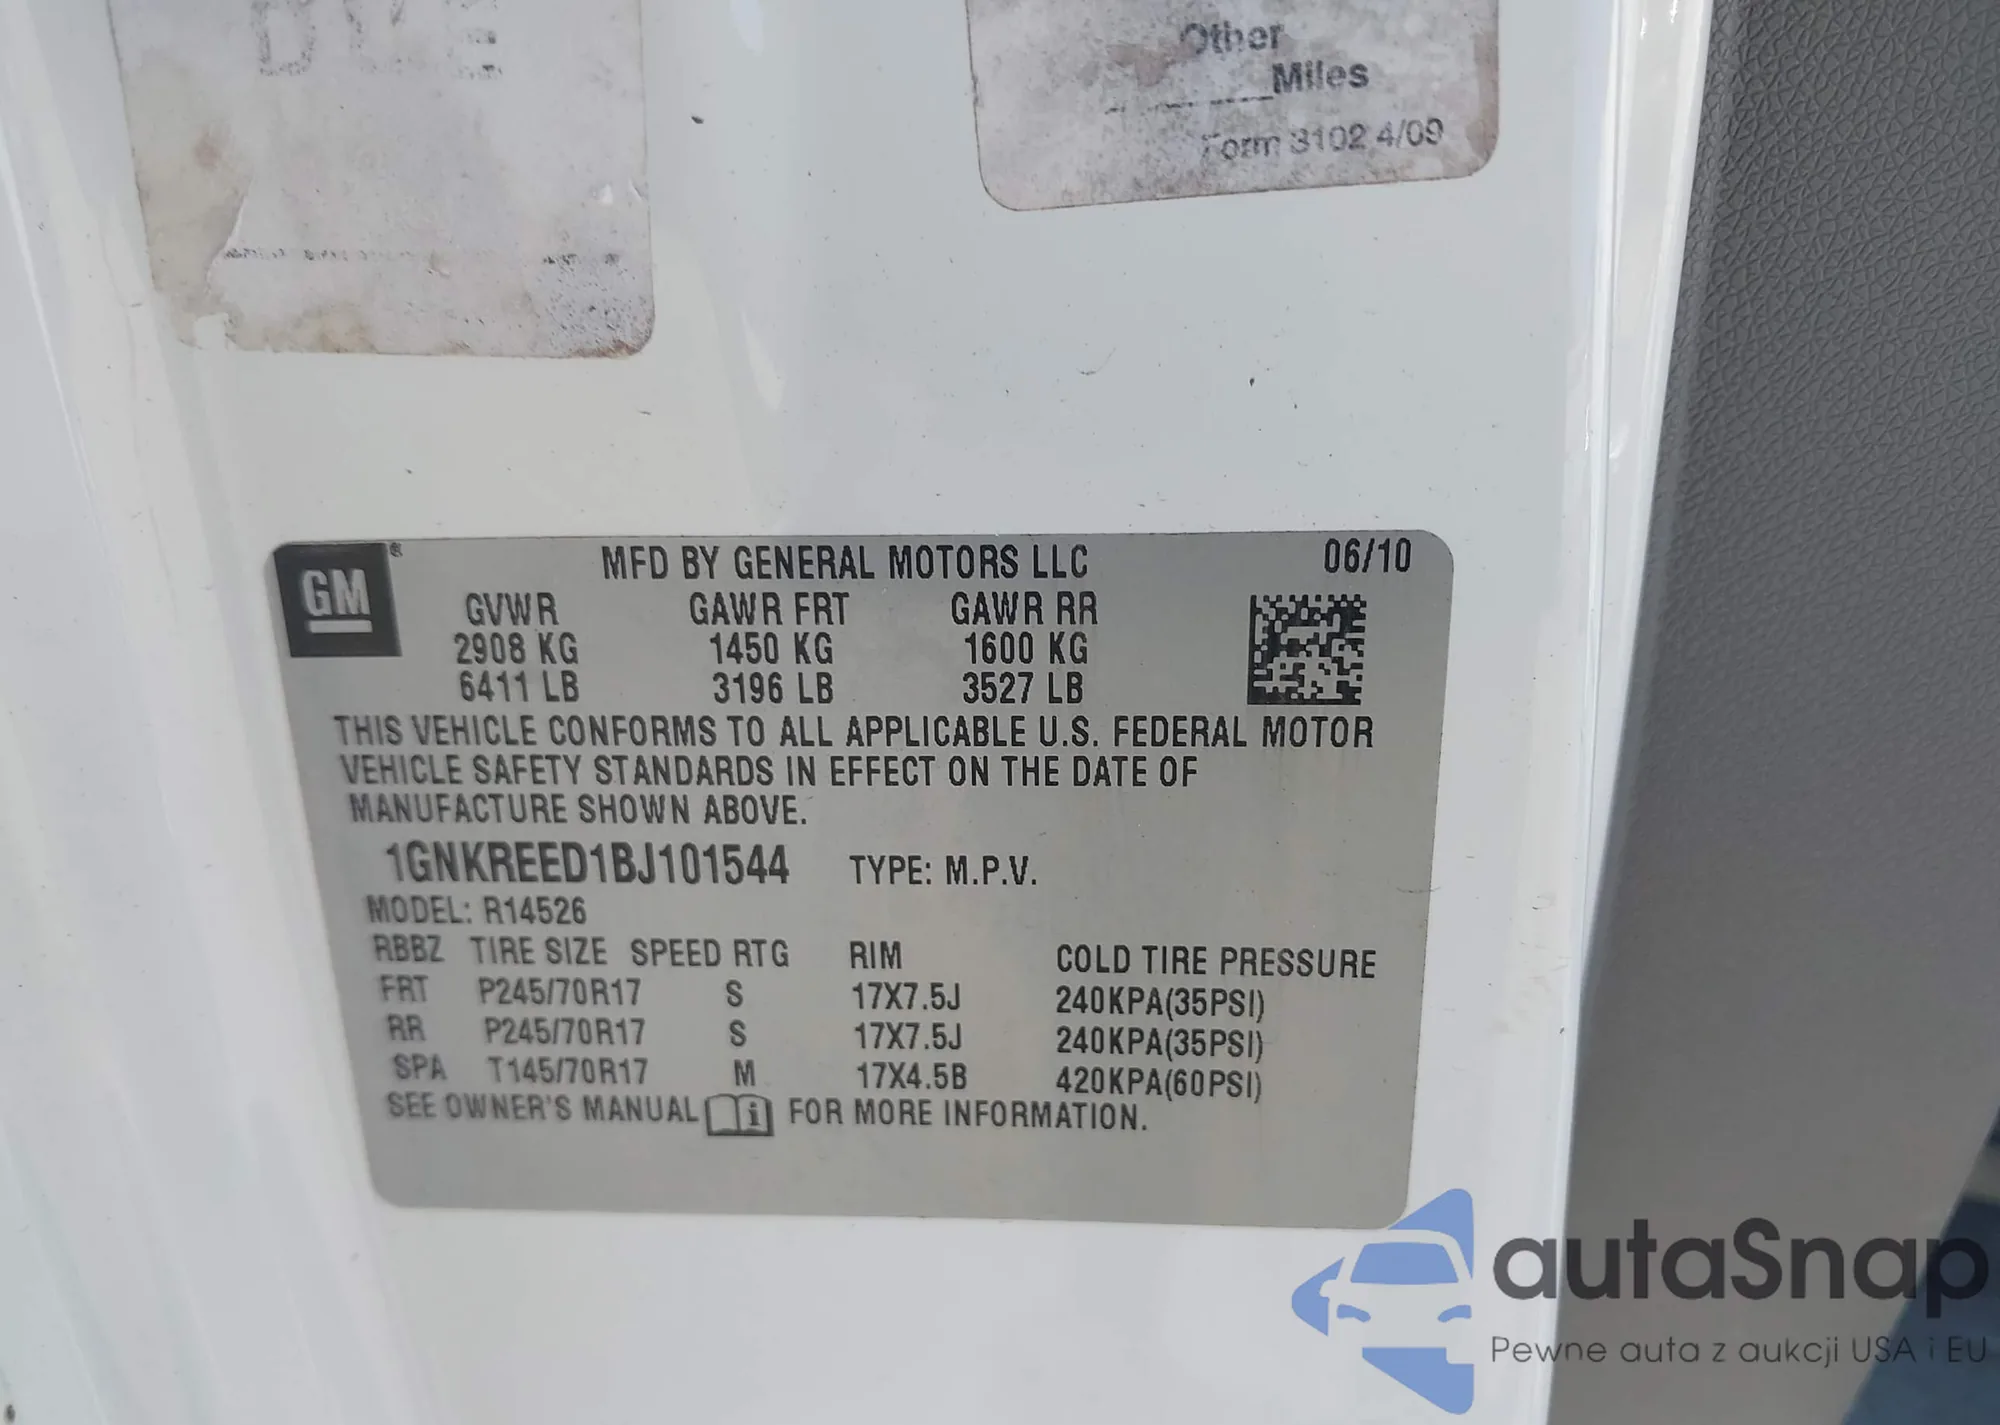 Other
Miles
Form 3102 4/09
GM
MFD BY GENERAL MOTORS LLC 06/10
GVWR GAWR FRT GAWR RR
2908 KG 1450 KG 1600 KG
6411 LB 3196 LB 3527 LB
THIS VEHICLE CONFORMS TO ALL APPLICABLE U.S. FEDERAL MOTOR
VEHICLE SAFETY STANDARDS IN EFFECT ON THE DATE OF
MANUFACTURE SHOWN ABOVE.
1GNKREED1BJ101544 TYPE: M.P.V.
MODEL: R14526
RBBZ TIRE SIZE SPEED RTG RIM COLD TIRE PRESSURE
FRT P245/70R17 S 17X7.5J 240KPA(35PSI)
RR P245/70R17 S 17X7.5J 240KPA(35PSI)
SPA T145/70R17 M 17X4.5B 420KPA(60PSI)
SEE OWNER'S MANUAL i FOR MORE INFORMATION.
autaSnap
Pewne auta z aukcji USA i EU